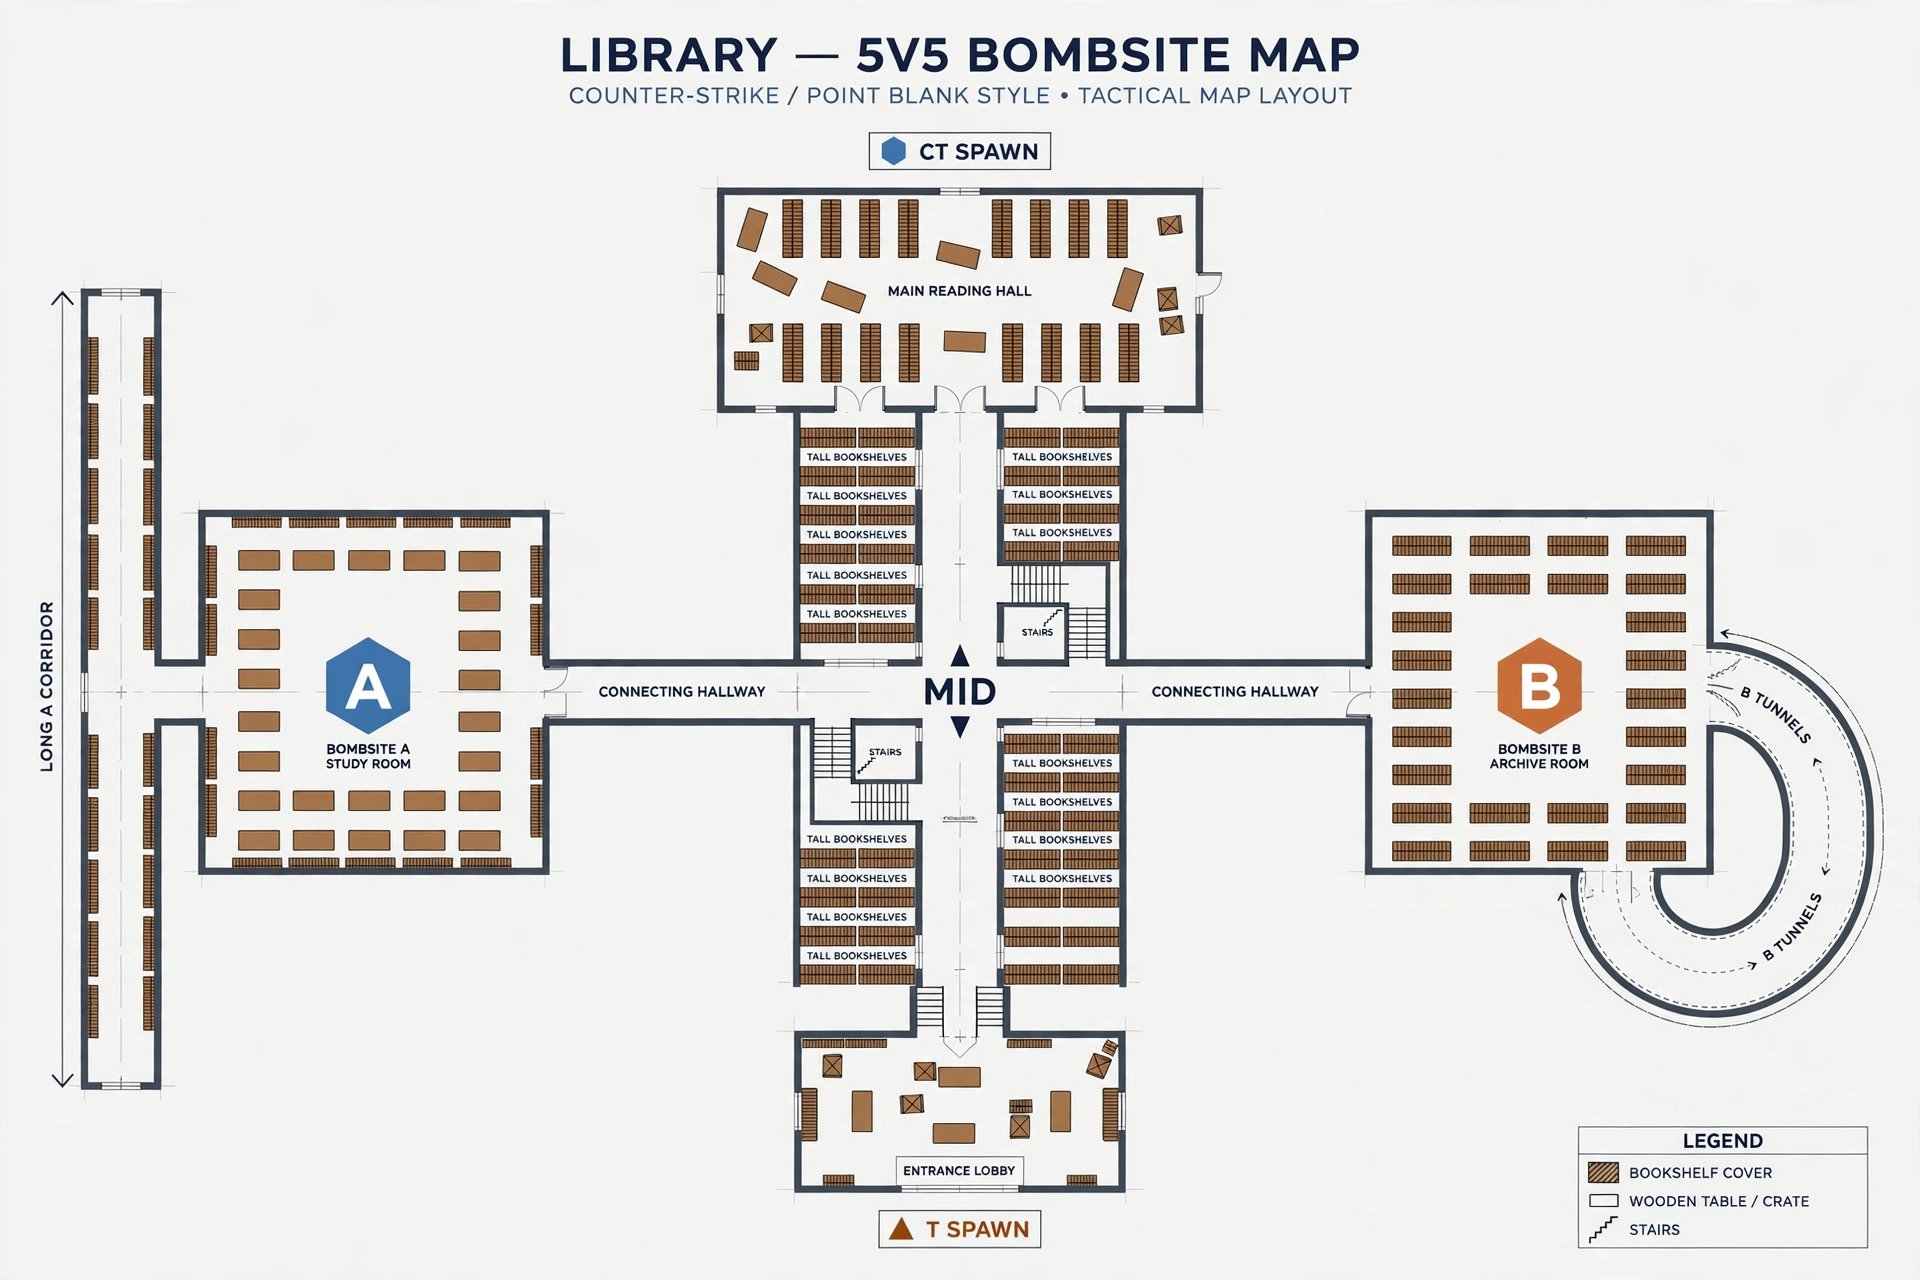 LIBRARY — 5V5 BOMBSITE MAP
COUNTER-STRIKE / POINT BLANK STYLE • TACTICAL MAP LAYOUT
CT SPAWN
MAIN READING HALL
TALL BOOKSHELVES
TALL BOOKSHELVES
TALL BOOKSHELVES
TALL BOOKSHELVES
TALL BOOKSHELVES
TALL BOOKSHELVES
TALL BOOKSHELVES
TALL BOOKSHELVES
STAIRS
LONG A CORRIDOR
A
BOMBSITE A
STUDY ROOM
CONNECTING HALLWAY
MID
CONNECTING HALLWAY
B
BOMBSITE B
ARCHIVE ROOM
B TUNNELS
B TUNNELS
STAIRS
TALL BOOKSHELVES
TALL BOOKSHELVES
TALL BOOKSHELVES
TALL BOOKSHELVES
TALL BOOKSHELVES
TALL BOOKSHELVES
TALL BOOKSHELVES
TALL BOOKSHELVES
ENTRANCE LOBBY
T SPAWN
LEGEND
BOOKSHELF COVER
WOODEN TABLE / CRATE
STAIRS